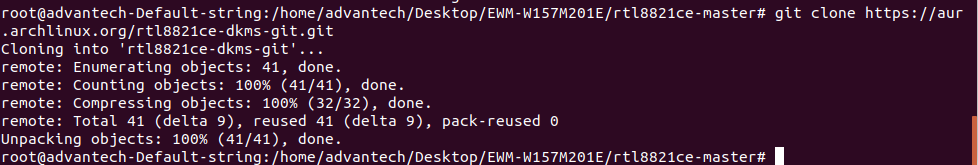 root@advantech-Default-string:/home/advantech/Desktop/EWM-W157M201E/rtl8821ce-master# git clone https://aur
.archlinux.org/rtl8821ce-dkms-git.git
Cloning into 'rtl8821ce-dkms-git'...
remote: Enumerating objects: 41, done.
remote: Counting objects: 100% (41/41), done.
remote: Compressing objects: 100% (32/32), done.
remote: Total 41 (delta 9), reused 41 (delta 9), pack-reused 0
Unpacking objects: 100% (41/41), done.
root@advantech-Default-string:/home/advantech/Desktop/EWM-W157M201E/rtl8821ce-master#